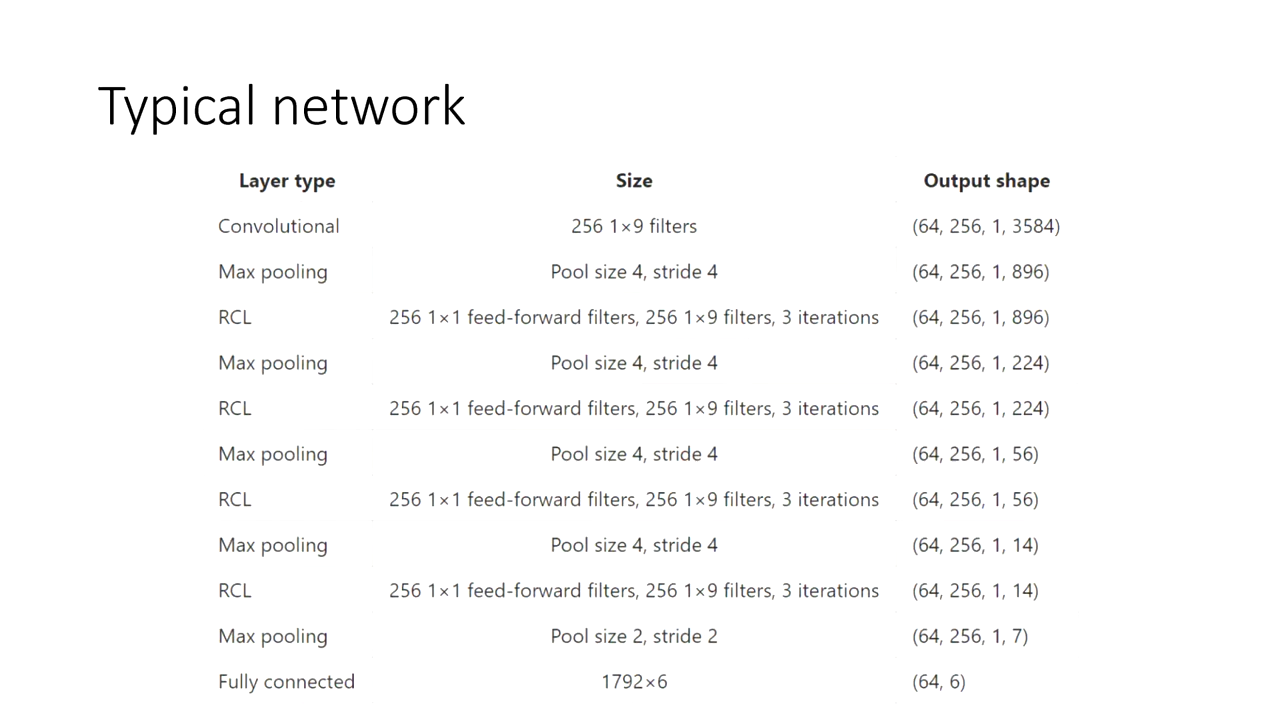 Typical network
Layer type Size Output shape
Convolutional 256 1×9 filters (64, 256, 1, 3584)
Max pooling Pool size 4, stride 4 (64, 256, 1, 896)
RCL 256 1×1 feed-forward filters, 256 1×9 filters, 3 iterations (64, 256, 1, 896)
Max pooling Pool size 4, stride 4 (64, 256, 1, 224)
RCL 256 1×1 feed-forward filters, 256 1×9 filters, 3 iterations (64, 256, 1, 224)
Max pooling Pool size 4, stride 4 (64, 256, 1, 56)
RCL 256 1×1 feed-forward filters, 256 1×9 filters, 3 iterations (64, 256, 1, 56)
Max pooling Pool size 4, stride 4 (64, 256, 1, 14)
RCL 256 1×1 feed-forward filters, 256 1×9 filters, 3 iterations (64, 256, 1, 14)
Max pooling Pool size 2, stride 2 (64, 256, 1, 7)
Fully connected 1792×6 (64, 6)